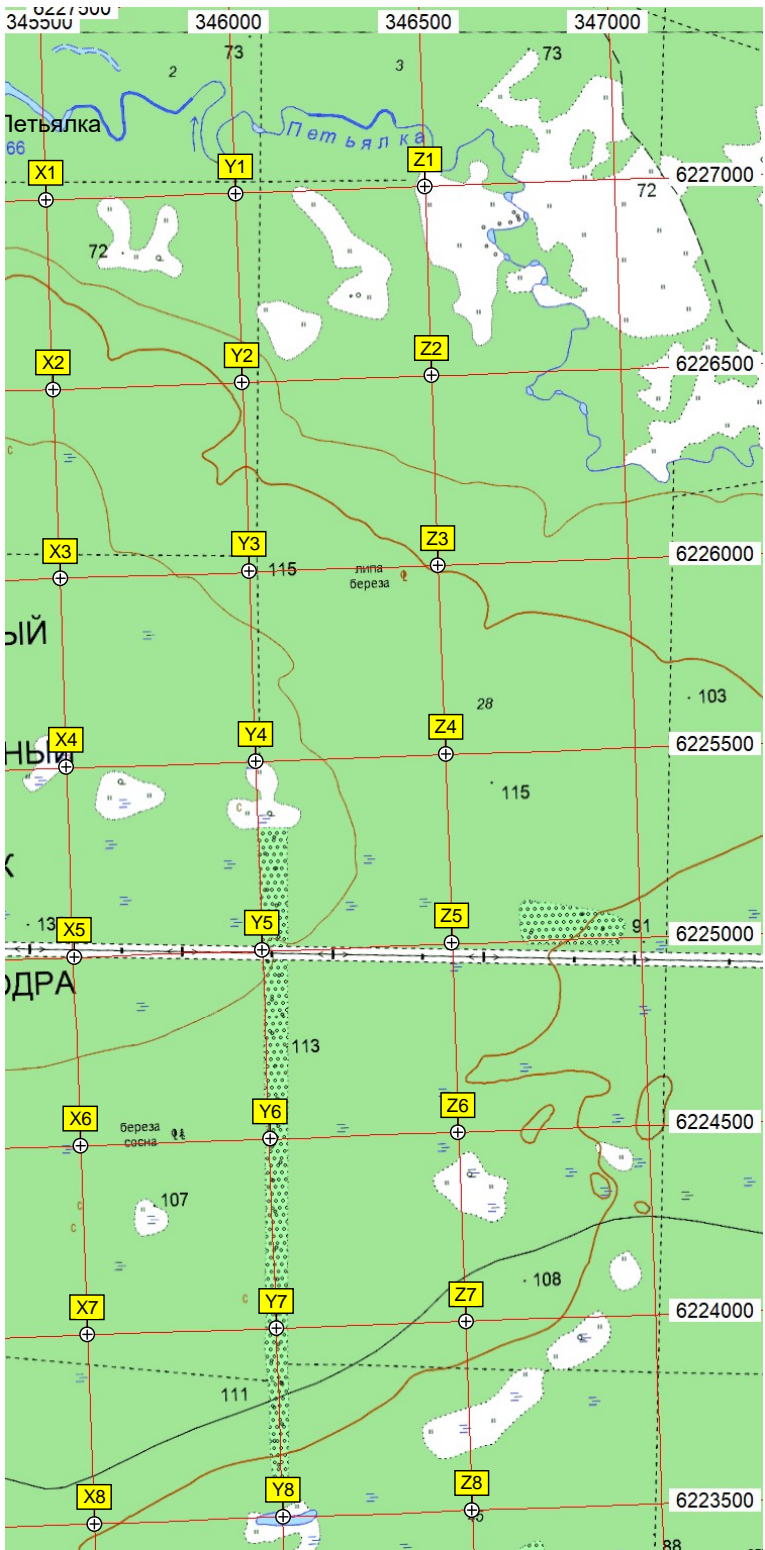 6227500
345500 346000 346500 347000
73 73
2 3
Петьялка
Петьялка
66
X1 Y1 Z1 6227000
72
72
X2 Y2 Z2 6226500
с
X3 Y3 Z3 6226000
115 липа
береза
ЫЙ
28 103
НЫЙ
X4 Y4 Z4 6225500
115
с
К
13
X5 Y5 Z5 91 6225000
ОДРА
113
X6 Y6 Z6 6224500
береза
сосна
107
с
с
108
с
X7 Y7 Z7 6224000
111
X8 Y8 Z8 6223500
88